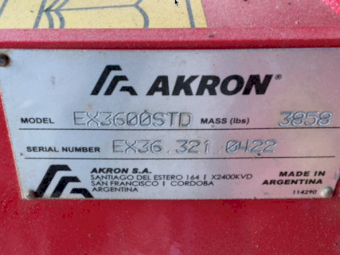 AKRON®
MODEL EX3600STD MASS (lbs) 3858
SERIAL NUMBER EX36 321 0422
AKRON S.A.
SANTIAGO DEL ESTERO 164 | X2400KVD
SAN FRANCISCO | CORDOBA
ARGENTINA
MADE IN
ARGENTINA
114290